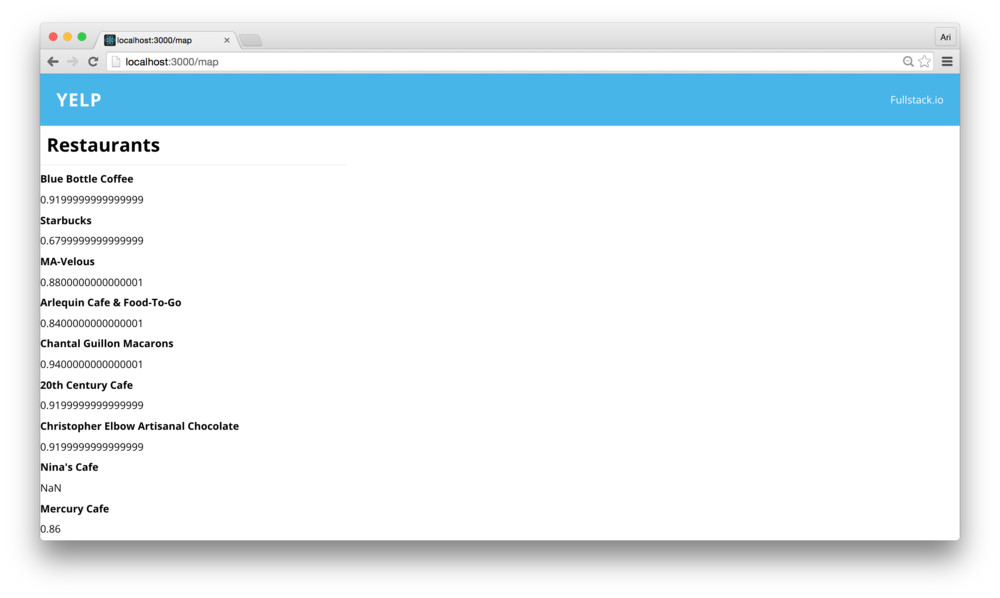 localhost:3000/map
Ari
localhost:3000/map
YELP
Fullstack.io
Restaurants
Blue Bottle Coffee
0.9199999999999999
Starbucks
0.6799999999999999
MA-Velous
0.8800000000000001
Arlequin Cafe & Food-To-Go
0.8400000000000001
Chantal Guillon Macarons
0.9400000000000001
20th Century Cafe
0.9199999999999999
Christopher Elbow Artisanal Chocolate
0.9199999999999999
Nina's Cafe
NaN
Mercury Cafe
0.86